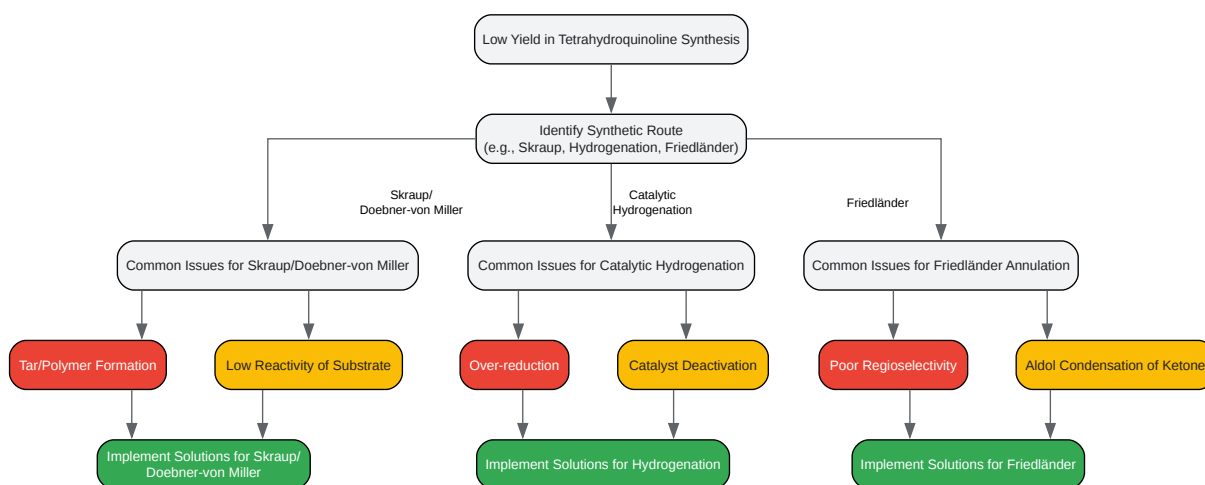 Low Yield in Tetrahydroquinoline Synthesis
Identify Synthetic Route
(e.g., Skraup, Hydrogenation, Friedländer)
Skraup/
Doebner-von Miller
Catalytic
Hydrogenation
Friedländer
Common Issues for Skraup/Doebner-von Miller
Common Issues for Catalytic Hydrogenation
Common Issues for Friedländer Annulation
Tar/Polymer Formation
Low Reactivity of Substrate
Over-reduction
Catalyst Deactivation
Poor Regioselectivity
Aldol Condensation of Ketone
Implement Solutions for Skraup/
Doebner-von Miller
Implement Solutions for Hydrogenation
Implement Solutions for Friedländer